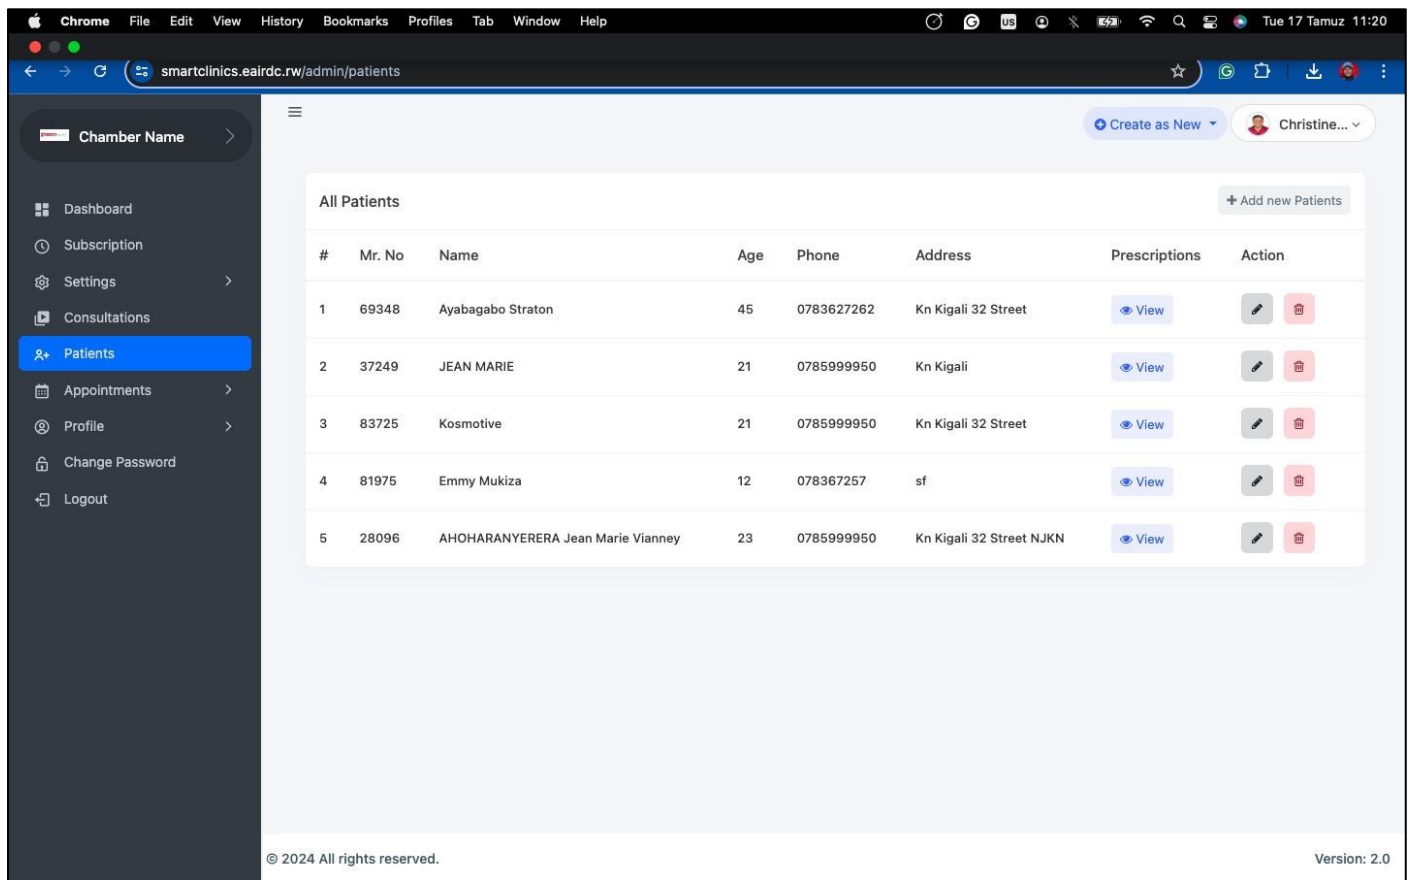 Chrome File Edit View History Bookmarks Profiles Tab Window Help US Tue 17 Tamuz 11:20
smartclinics.eairdc.rw/admin/patients
Chamber Name
Create as New
Christine...
Dashboard
Subscription
Settings
Consultations
Patients
Appointments
Profile
Change Password
Logout
All Patients
+ Add new Patients
# Mr. No Name Age Phone Address Prescriptions Action
1 69348 Ayabagabo Straton 45 0783627262 Kn Kigali 32 Street View
2 37249 JEAN MARIE 21 0785999950 Kn Kigali View
3 83725 Kosmotive 21 0785999950 Kn Kigali 32 Street View
4 81975 Emmy Mukiza 12 078367257 sf View
5 28096 AHOHARANYERERA Jean Marie Vianney 23 0785999950 Kn Kigali 32 Street NJKN View
© 2024 All rights reserved.
Version: 2.0